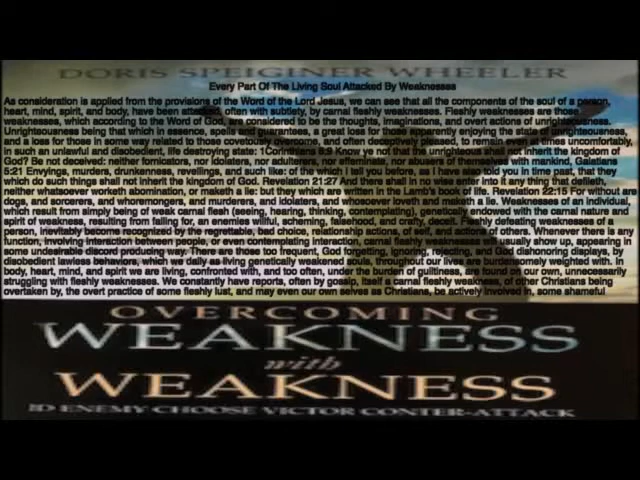 DORIS SPEIGINER WHEELER
Every Part Of The Living Soul Attacked By Weaknesses
As consideration is applied from the provisions of the Word of the Lord Jesus, we can see that all the components of the soul of a person,
heart, mind, spirit, and body, have been attacked, often with subtlety, by carnal fleshly weaknesses. Fleshly weaknesses are those
weaknesses, which according to the Word of God, are considered to be the thoughts, imaginations, and overt actions of unrighteousness.
Unrighteousness being that which in essence, spells and guarantees, a great loss for those apparently enjoying the state of unrighteousness,
and a loss for those in some way related to those covetously overcome, and often deceptively pleased, to remain even perhaps uncomfortably,
in such an unlawful and disobedient, life destroying state: 1Corinthians 6:9 Know ye not that the unrighteous shall not inherit the kingdom of
God? Be not deceived: neither fornicators, nor idolaters, nor adulterers, nor effeminate, nor abusers of themselves with mankind, Galatians
5:21 Envyings, murders, drunkenness, revellings, and such like: of the which I tell you before, as I have also told you in time past, that they
which do such things shall not inherit the kingdom of God. Revelation 21:27 And there shall in no wise enter into it any thing that defileth,
neither whatsoever worketh abomination, or maketh a lie: but they which are written in the Lamb's book of life. Revelation 22:15 For without are
dogs, and sorcerers, and whoremongers, and murderers, and idolaters, and whosoever loveth and maketh a lie. Weaknesses of an individual,
which result from simply being of weak carnal flesh (seeing, hearing, thinking, contemplating), genetically endowed with the carnal nature and
spirit of weakness, resulting from falling for, an enemies willful, scheming, falsehood, and crafty, deceit. Fleshly defeating weaknesses of a
person, inevitably become recognized by the regrettable, bad choice, relationship actions, of self, and actions of others. Whenever there is any
function, involving interaction between people, or even contemplating interaction, carnal fleshly weaknesses will usually show up, appearing in
some undesirable discord producing way. There are those too frequent, God forgetting, ignoring, rejecting, and God dishonoring displays, by
disobedient lawless behaviors, which we daily as living genetically weakened souls, throughout our lives are burdensomely weighted with. In
body, heart, mind, and spirit we are living, confronted with, and too often, under the burden of guiltiness, are found on our own, unnecessarily
struggling with fleshly weaknesses. We constantly have reports, often by gossip, itself a carnal fleshly weakness, of other Christians being
overtaken by, the overt practice of some fleshly lust, and may even our own selves as Christians, be actively involved in, some shameful
OVERCOMING
WEAKNESS
with
WEAKNESS
ID ENEMY CHOOSE VICTOR CONTER-ATTACK